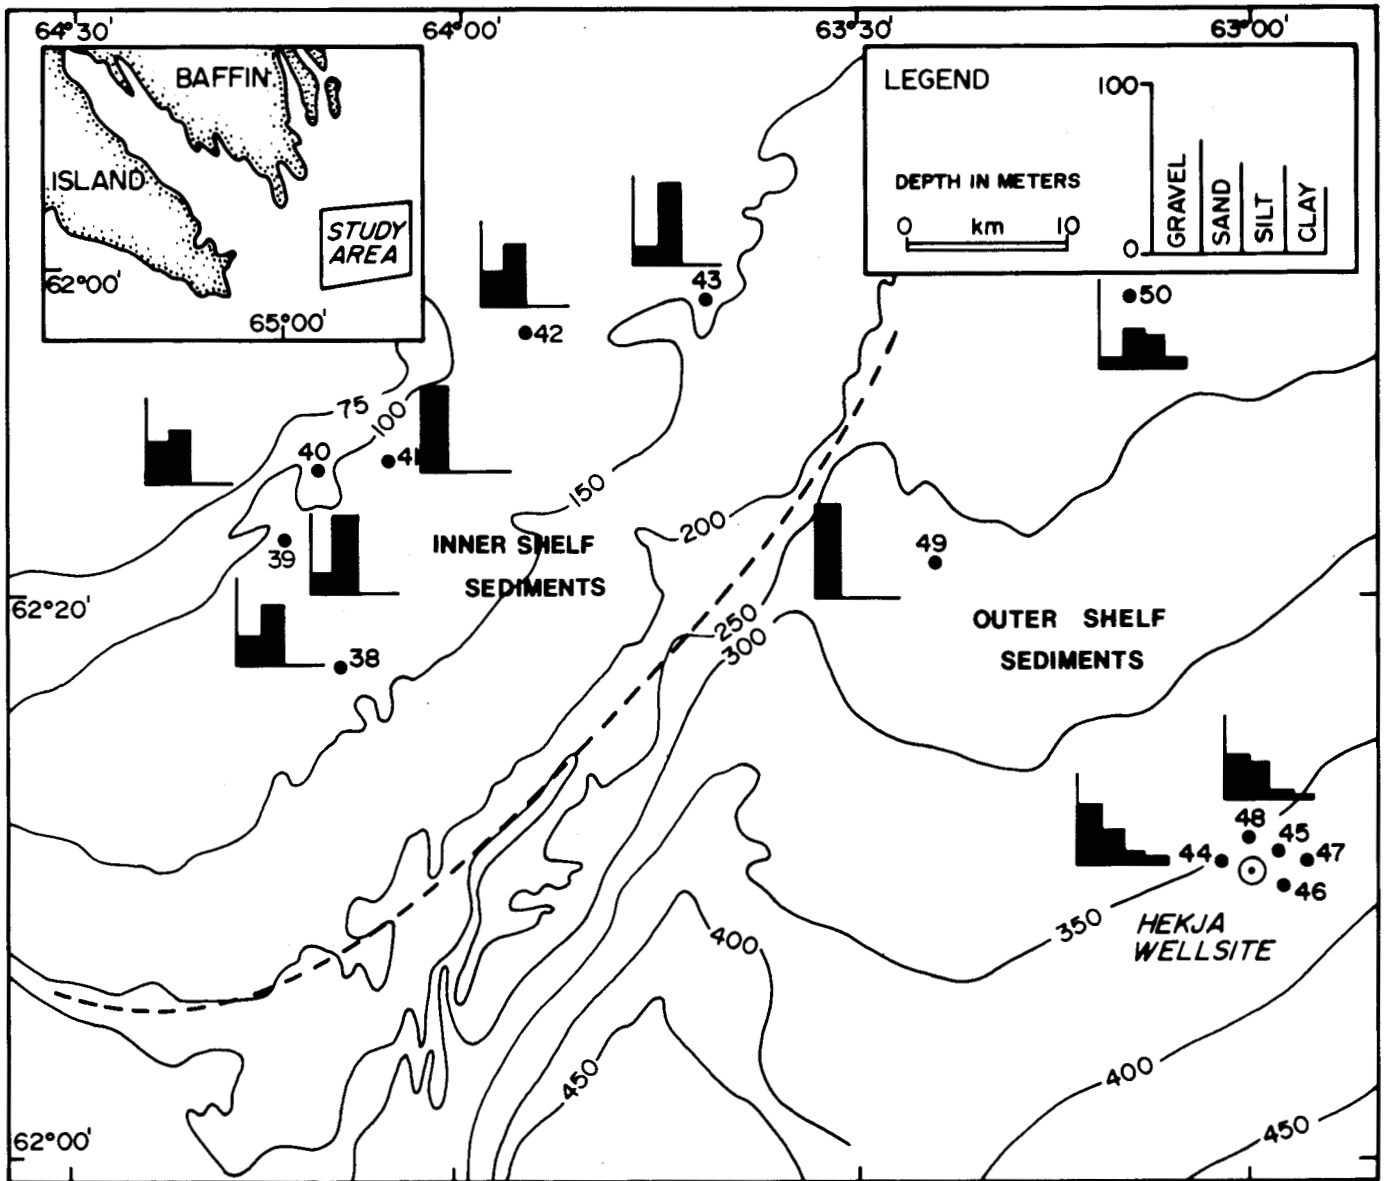 64°30'
64°00'
63°30'
63°00'
BAFFIN
ISLAND
STUDY
AREA
62°00'
65°00'
LEGEND
DEPTH IN METERS
0 km 10
100
0
GRAVEL
SAND
SILT
CLAY
43
42
50
75
100
40
41
150
200
39
49
INNER SHELF
SEDIMENTS
62°20'
250
300
OUTER SHELF
SEDIMENTS
38
48
45
44
47
46
350
HEKJA
WELLSITE
400
450
400
450
62°00'